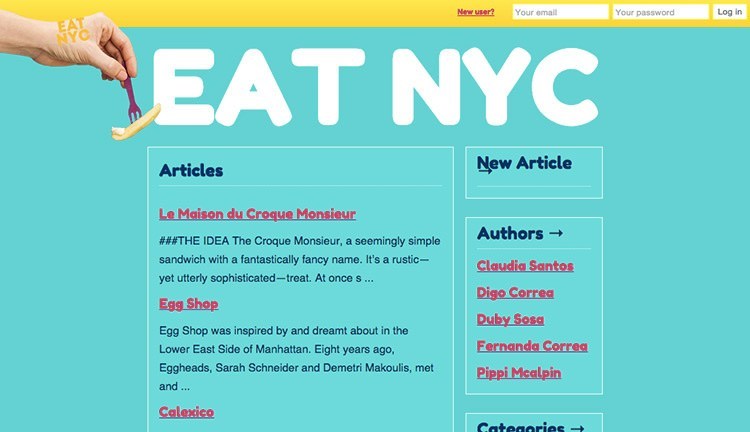 New user?
Your email
Your password
Log in
EAT
NYC
EAT NYC
Articles
Le Maison du Croque Monsieur
###THE IDEA The Croque Monsieur, a seemingly simple
sandwich with a fantastically fancy name. It's a rustic—
yet utterly sophisticated—treat. At once s ...
Egg Shop
Egg Shop was inspired by and dreamt about in the
Lower East Side of Manhattan. Eight years ago,
Eggheads, Sarah Schneider and Demetri Makoulis, met
and ...
Calexico
New Article
→
Authors →
Claudia Santos
Digo Correa
Duby Sosa
Fernanda Correa
Pippi Mcalpin
Categories →